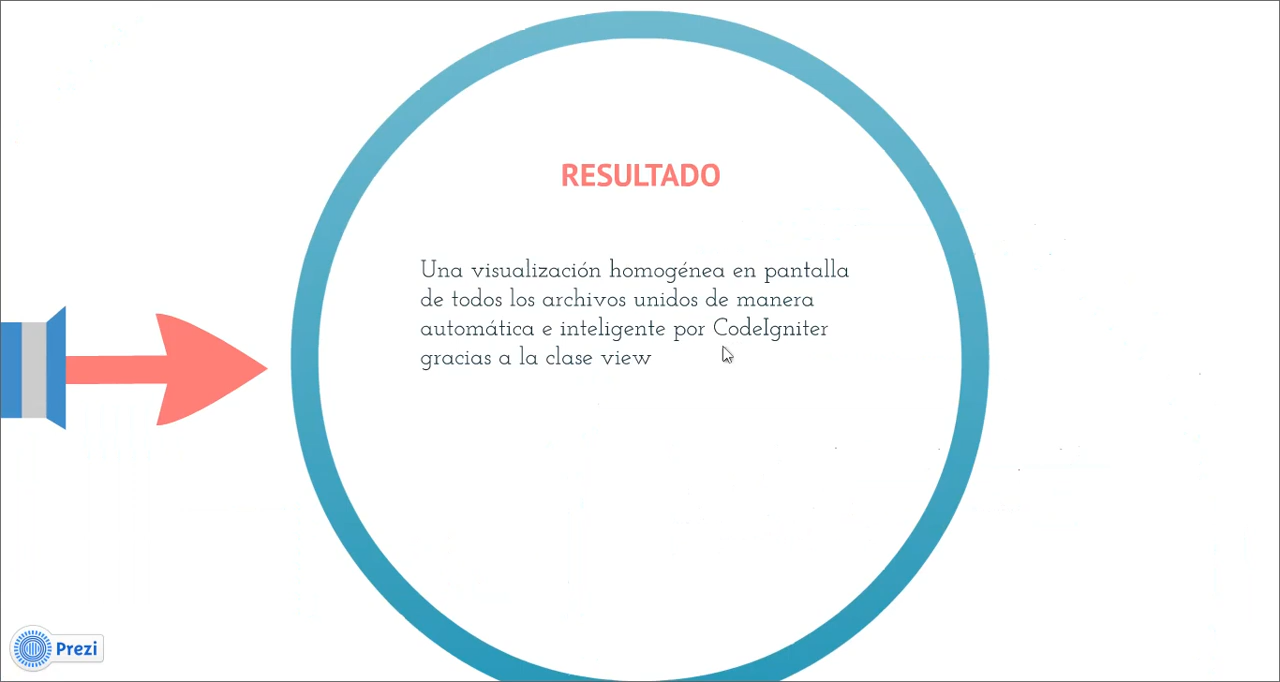 RESULTADO
Una visualización homogénea en pantalla
de todos los archivos unidos de manera
automática e inteligente por CodeIgniter
gracias a la clase view
Prezi